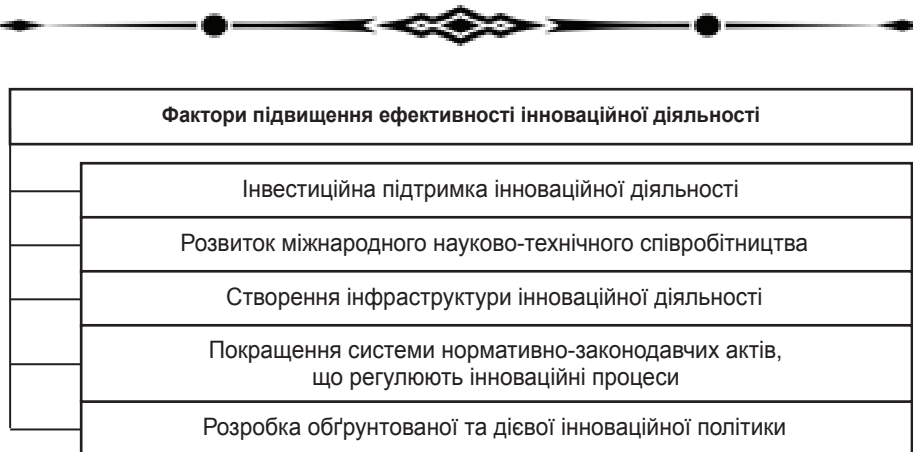 Фактори підвищення ефективності інноваційної діяльності
Інвестиційна підтримка інноваційної діяльності
Розвиток міжнародного науково-технічного співробітництва
Створення інфраструктури інноваційної діяльності
Покращення системи нормативно-законодавчих актів,
що регулюють інноваційні процеси
Розробка обґрунтованої та дієвої інноваційної політики